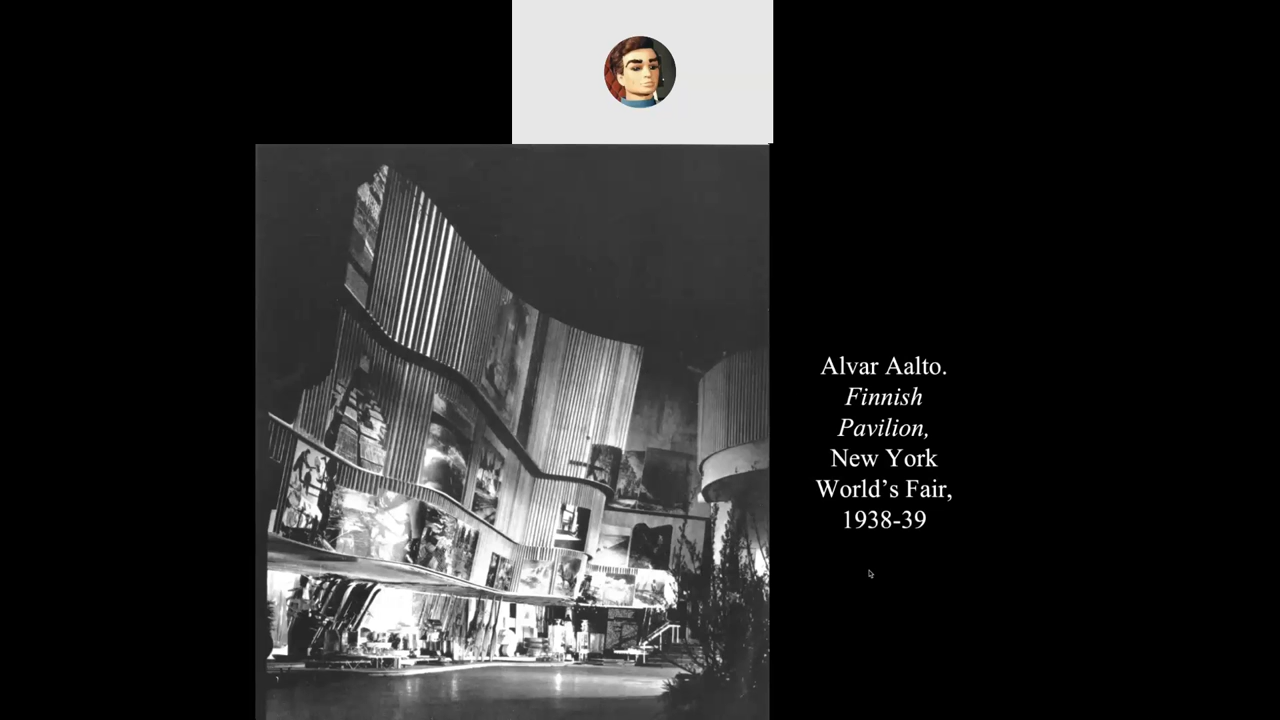 Alvar Aalto.
Finnish
Pavilion,
New York
World’s Fair,
1938-39